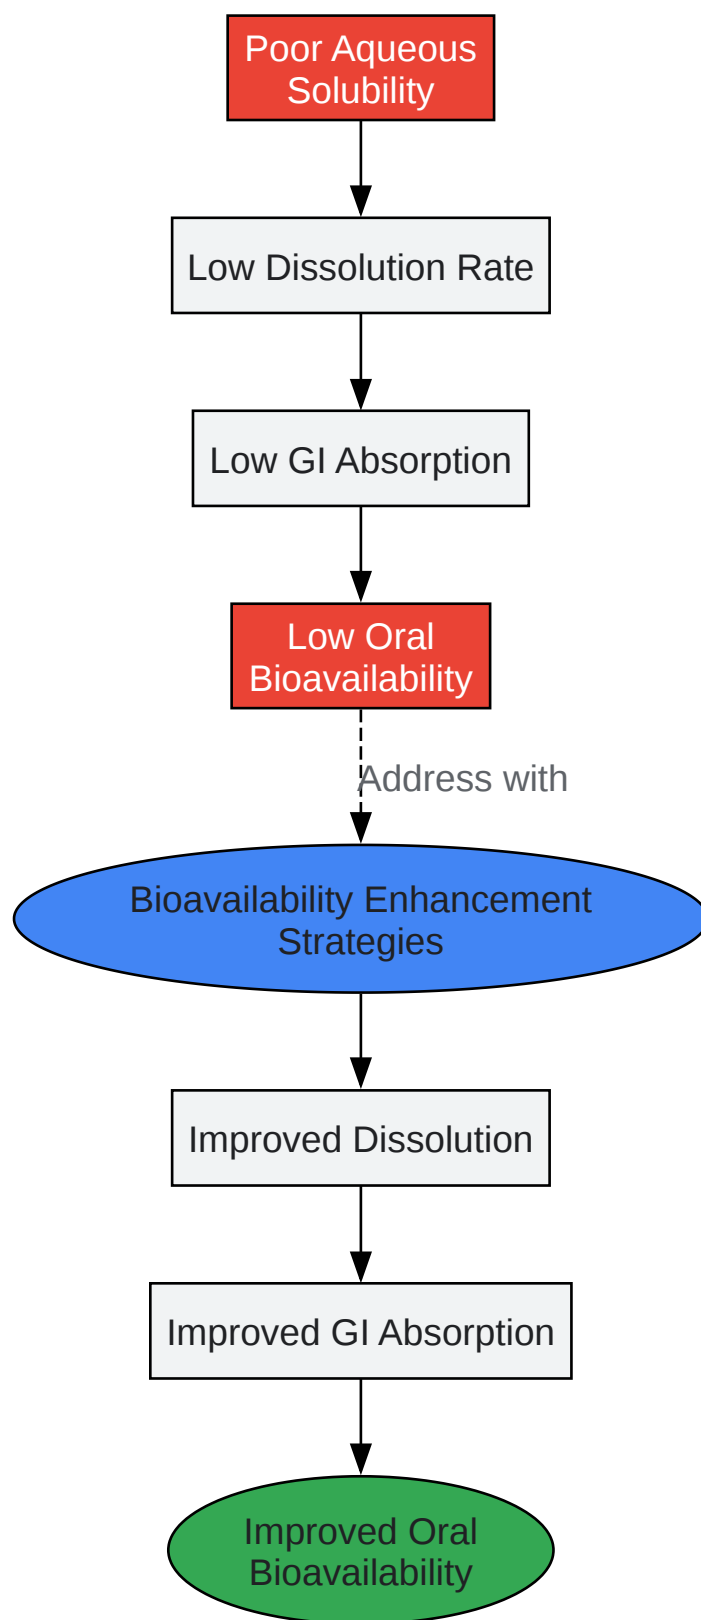 Poor Aqueous
Solubility
Low Dissolution Rate
Low GI Absorption
Low Oral
Bioavailability
Address with
Bioavailability Enhancement
Strategies
Improved Dissolution
Improved GI Absorption
Improved Oral
Bioavailability